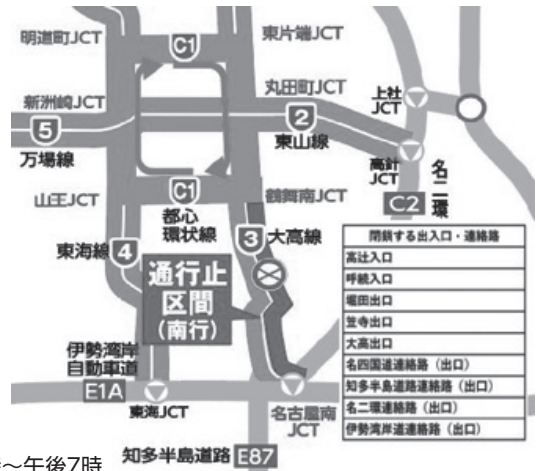 明道町JCT
C1
東片端JCT
新洲崎JCT
丸田町JCT
上社
JCT
5
万場線
2
東山線
高針
JCT
名二環
C2
山王JCT
C1
都心
環状線
鶴舞南JCT
東海線
4
3
大高線
通行止
区間
(南行)
閉鎖する出入口・連絡路
高辻入口
呼続入口
堀田出口
笠寺出口
大高出口
名四国道連絡路(出口)
知多半島道路連絡路(出口)
名二環連絡路(出口)
伊勢湾岸道連絡路(出口)
伊勢湾岸
自動車道
E1A
東海JCT
名古屋南
JCT
知多半島道路 E87
~午後7時